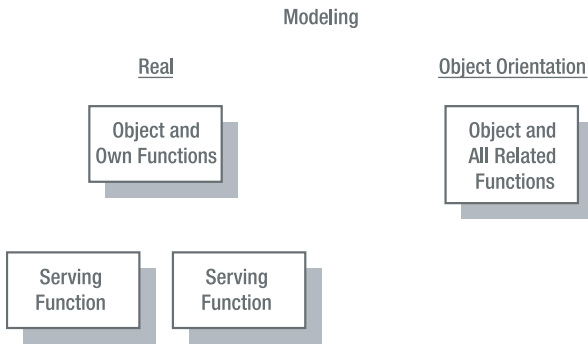 Modeling
Real
Object Orientation
Object and
Own Functions
Object and
All Related
Functions
Serving
Function
Serving
Function